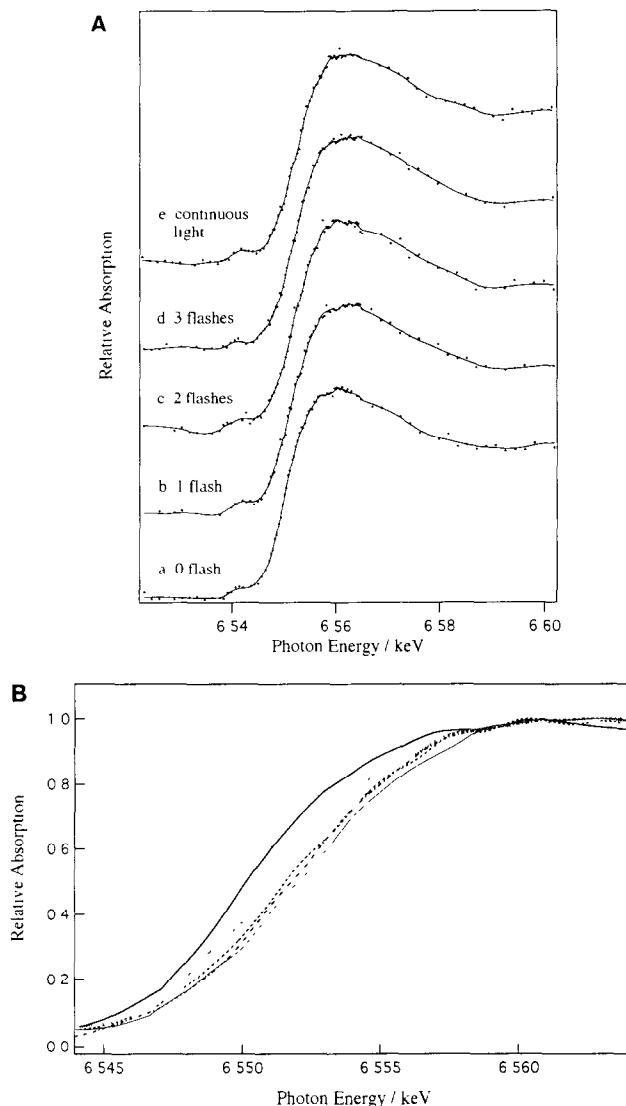 A
Relative Absorption
e continuous
light
d 3 flashes
c 2 flashes
b 1 flash
a 0 flash
6 54 6 56 6 58 6 60
Photon Energy / keV
B
Relative Absorption
1 0
0 8
0 6
0 4
0 2
0 0
6 545 6 550 6 555 6 560
Photon Energy / keV